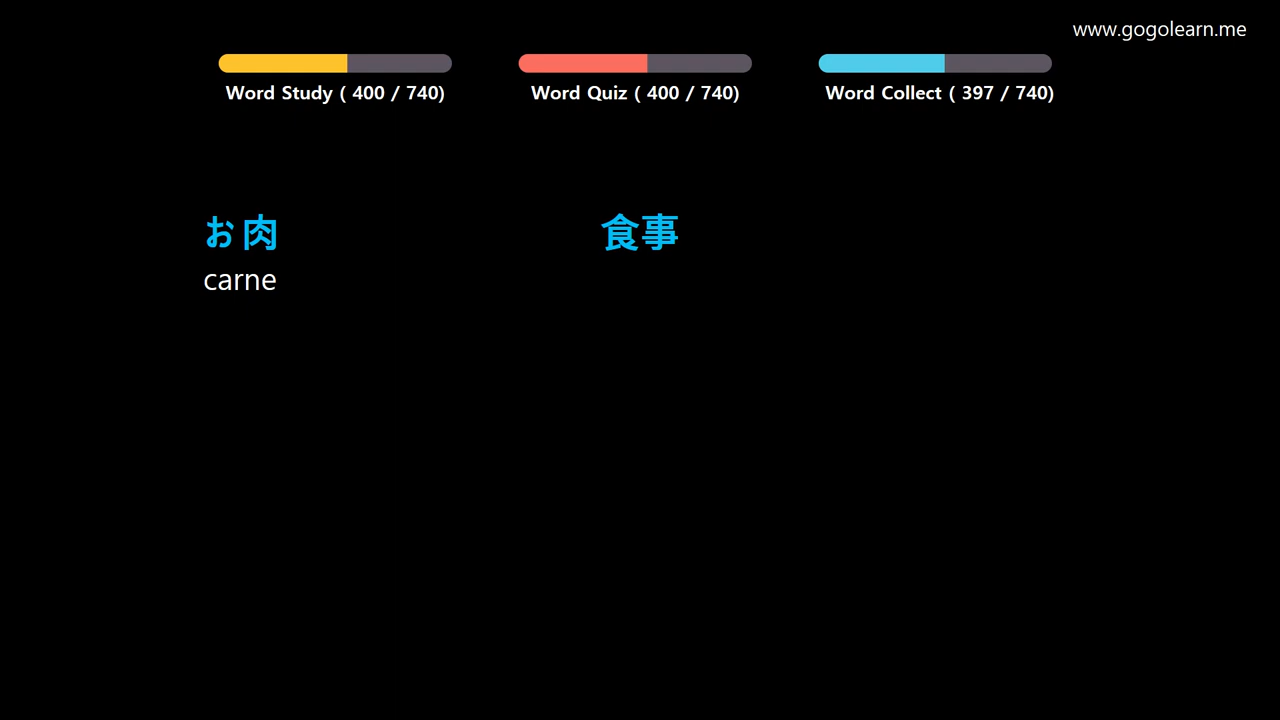 www.gogolearn.me
Word Study ( 400 / 740)
Word Quiz ( 400 / 740)
Word Collect ( 397 / 740)
お肉
carne
食事